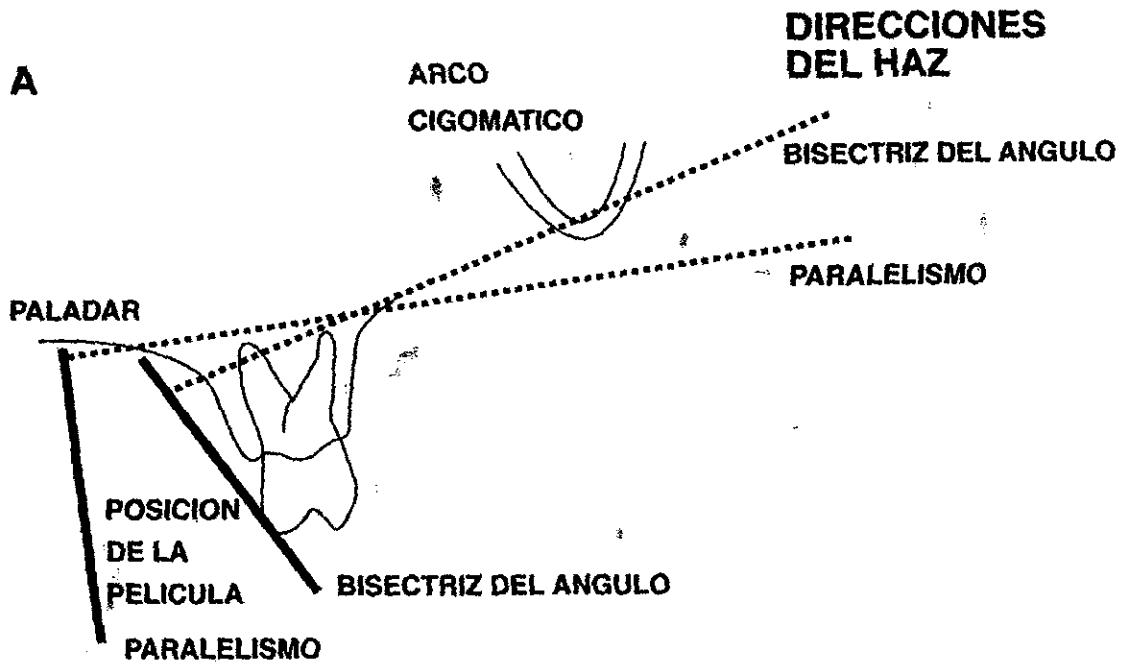 A
ARCO
CIGOMATICO
DIRECCIONES
DEL HAZ
BISECTRIZ DEL ANGULO
PARALELISMO
PALADAR
POSICION
DE LA
PELICULA
BISECTRIZ DEL ANGULO
PARALELISMO